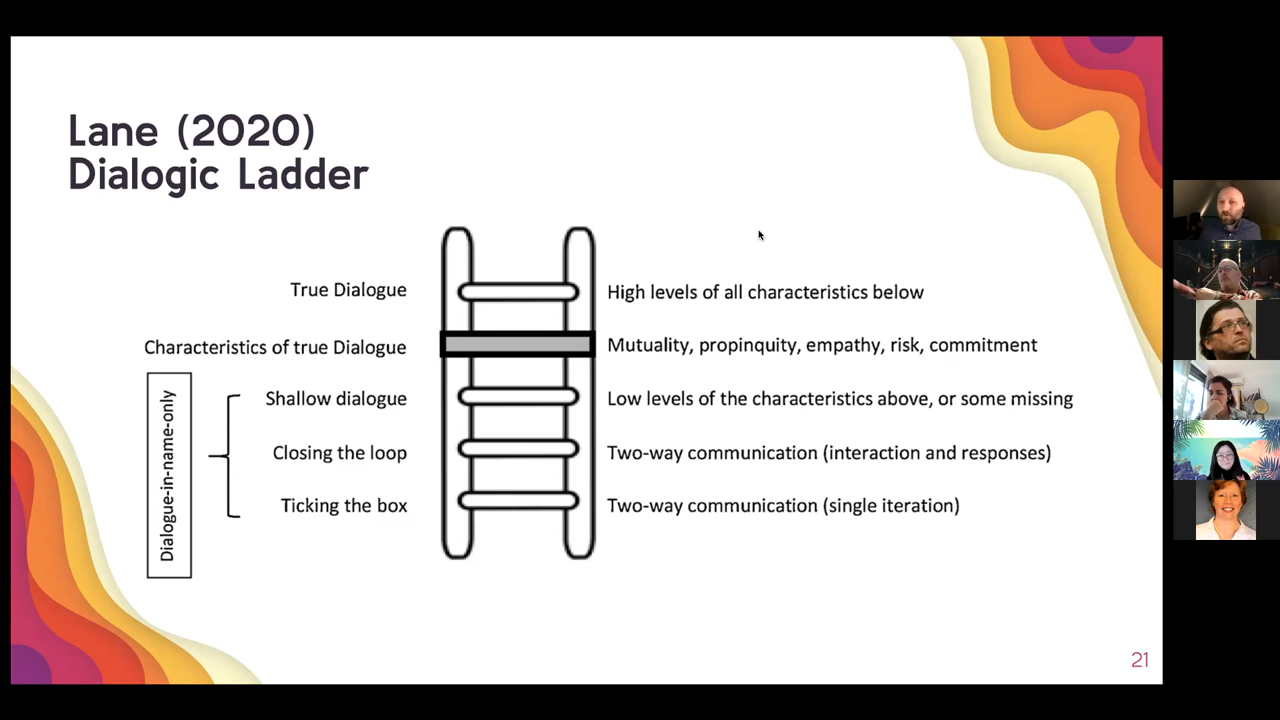 Lane (2020)
Dialogic Ladder
True Dialogue
High levels of all characteristics below
Characteristics of true Dialogue
Mutuality, propinquity, empathy, risk, commitment
Dialogue-in-name-only
Shallow dialogue
Low levels of the characteristics above, or some missing
Closing the loop
Two-way communication (interaction and responses)
Ticking the box
Two-way communication (single iteration)
21